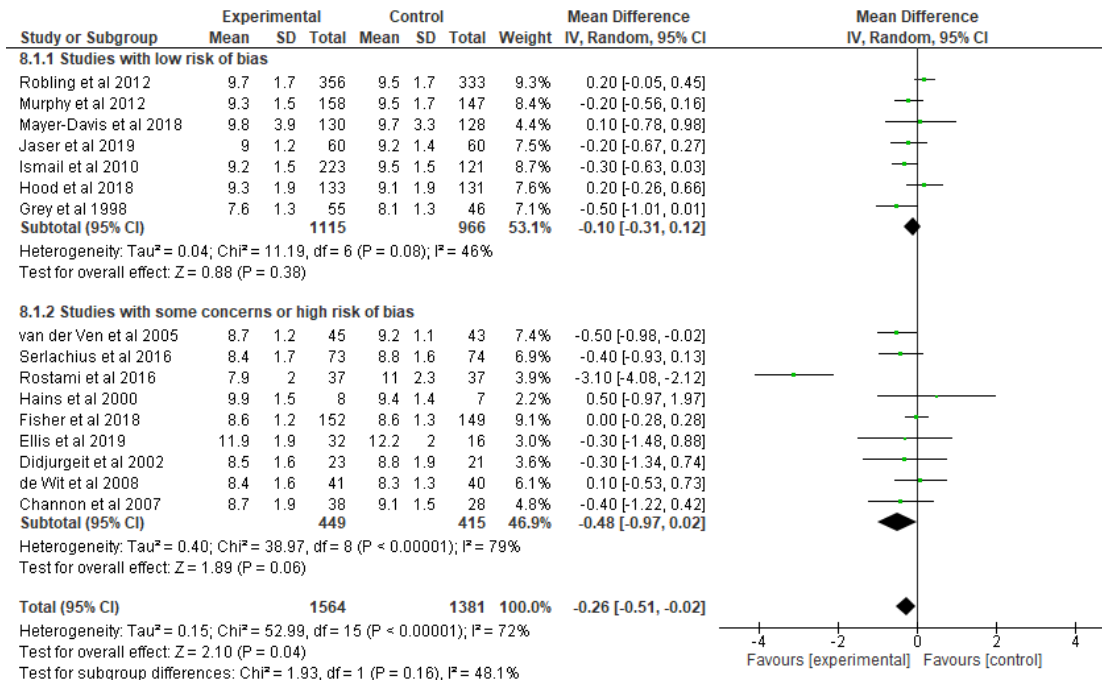 Experimental Control Mean Difference Mean Difference
Study or Subgroup Mean SD Total Mean SD Total Weight IV, Random, 95% CI IV, Random, 95% CI
8.1.1 Studies with low risk of bias
Robling et al 2012 9.7 1.7 356 9.5 1.7 333 9.3% 0.20 [-0.05, 0.45]
Murphy et al 2012 9.3 1.5 158 9.5 1.7 147 8.4% -0.20 [-0.56, 0.16]
Mayer-Davis et al 2018 9.8 3.9 130 9.7 3.3 128 4.4% 0.10 [-0.78, 0.98]
Jaser et al 2019 9 1.2 60 9.2 1.4 60 7.5% -0.20 [-0.67, 0.27]
Ismail et al 2010 9.2 1.5 223 9.5 1.5 121 8.7% -0.30 [-0.63, 0.03]
Hood et al 2018 9.3 1.9 133 9.1 1.9 131 7.6% 0.20 [-0.26, 0.66]
Grey et al 1998 7.6 1.3 55 8.1 1.3 46 7.1% -0.50 [-1.01, 0.01]
Subtotal (95% CI) 1115 966 53.1% -0.10 [-0.31, 0.12]
Heterogeneity: Tau² = 0.04; Chi² = 11.19, df = 6 (P = 0.08); I² = 46%
Test for overall effect: Z = 0.88 (P = 0.38)
8.1.2 Studies with some concerns or high risk of bias
van der Ven et al 2005 8.7 1.2 45 9.2 1.1 43 7.4% -0.50 [-0.98, -0.02]
Serlachius et al 2016 8.4 1.7 73 8.8 1.6 74 6.9% -0.40 [-0.93, 0.13]
Rostami et al 2016 7.9 2 37 11 2.3 37 3.9% -3.10 [-4.08, -2.12]
Hains et al 2000 9.9 1.5 8 9.4 1.4 7 2.2% 0.50 [-0.97, 1.97]
Fisher et al 2018 8.6 1.2 152 8.6 1.3 149 9.1% 0.00 [-0.28, 0.28]
Ellis et al 2019 11.9 1.9 32 12.2 2 16 3.0% -0.30 [-1.48, 0.88]
Didjurgeit et al 2002 8.5 1.6 23 8.8 1.9 21 3.6% -0.30 [-1.34, 0.74]
de Wit et al 2008 8.4 1.6 41 8.3 1.3 40 6.1% 0.10 [-0.53, 0.73]
Channon et al 2007 8.7 1.9 38 9.1 1.5 28 4.8% -0.40 [-1.22, 0.42]
Subtotal (95% CI) 449 415 46.9% -0.48 [-0.97, 0.02]
Heterogeneity: Tau² = 0.40; Chi² = 38.97, df = 8 (P < 0.00001); I² = 79%
Test for overall effect: Z = 1.89 (P = 0.06)
Total (95% CI) 1564 1381 100.0% -0.26 [-0.51, -0.02]
Heterogeneity: Tau² = 0.15; Chi² = 52.99, df = 15 (P < 0.00001); I² = 72%
Test for overall effect: Z = 2.10 (P = 0.04)
Test for subgroup differences: Chi² = 1.93, df = 1 (P = 0.16), I² = 48.1%
-4 -2 0 2 4
Favours [experimental] Favours [control]